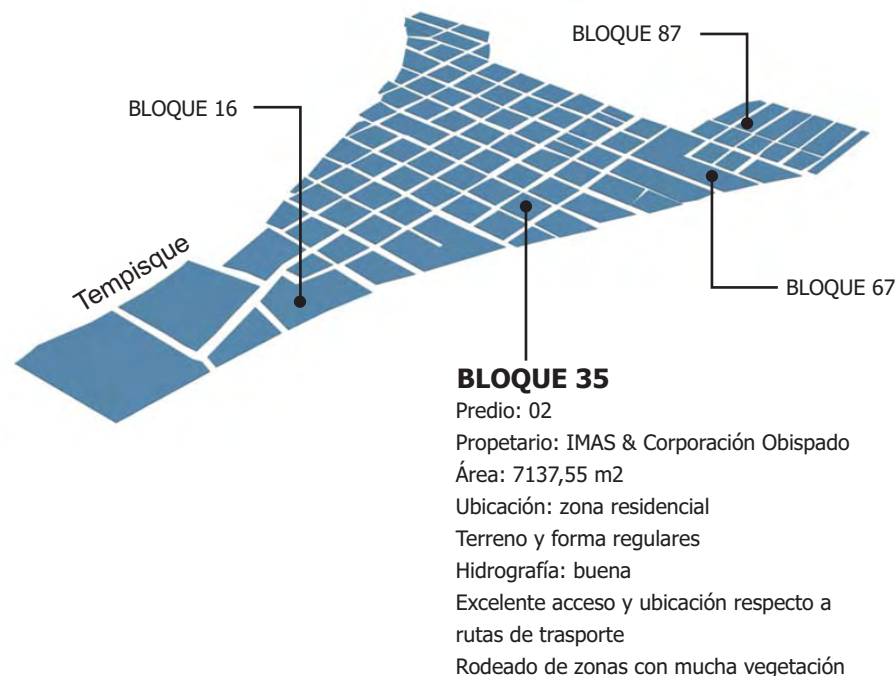 BLOQUE 87
BLOQUE 16
Tempisque
BLOQUE 67
BLOQUE 35
Predio: 02
Propetario: IMAS & Corporación Obispado
Área: 7137,55 m2
Ubicación: zona residencial
Terreno y forma regulares
Hidrografía: buena
Excelente acceso y ubicación respecto a
rutas de trasporte
Rodeado de zonas con mucha vegetación